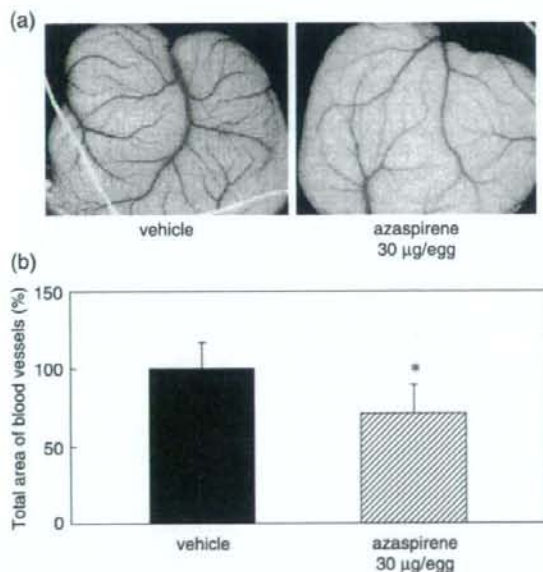 (a)
vehicle
azaspirene
30 μg/egg
(b)
Total area of blood vessels (%)
150
100
50
0
*
vehicle
azaspirene
30 μg/egg